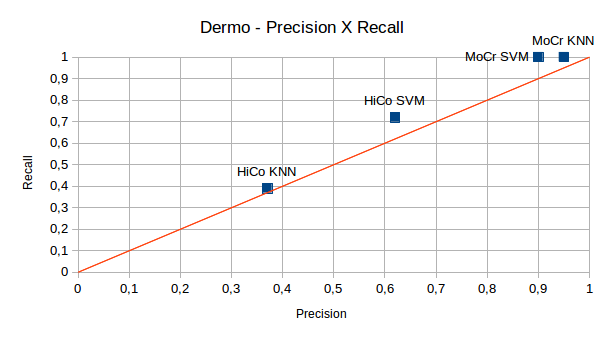 Dermo - Precision X Recall
MoCr KNN
MoCr SVM
HiCo SVM
HiCo KNN
Recall
1
0,9
0,8
0,7
0,6
0,5
0,4
0,3
0,2
0,1
0
0 0,1 0,2 0,3 0,4 0,5 0,6 0,7 0,8 0,9 1
Precision